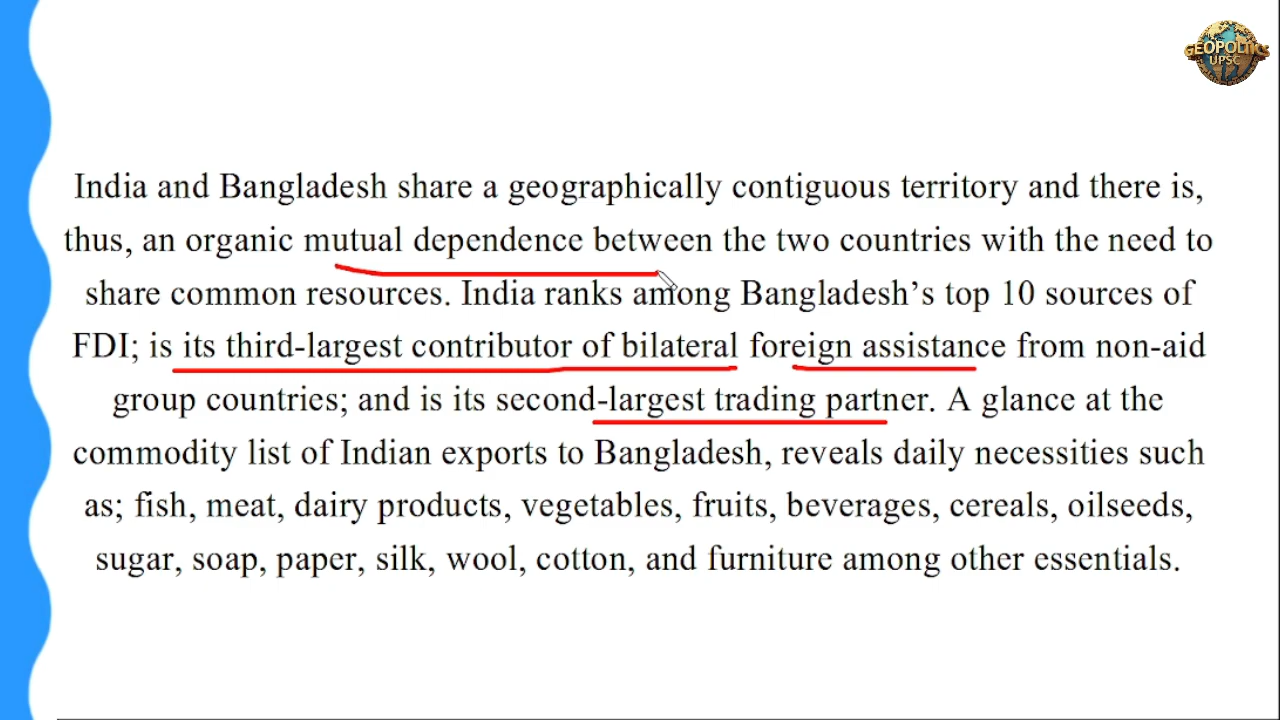 GEOPOLITICS
UPSC
India and Bangladesh share a geographically contiguous territory and there is,
thus, an organic mutual dependence between the two countries with the need to
share common resources. India ranks among Bangladesh’s top 10 sources of
FDI; is its third-largest contributor of bilateral foreign assistance from non-aid
group countries; and is its second-largest trading partner. A glance at the
commodity list of Indian exports to Bangladesh, reveals daily necessities such
as; fish, meat, dairy products, vegetables, fruits, beverages, cereals, oilseeds,
sugar, soap, paper, silk, wool, cotton, and furniture among other essentials.